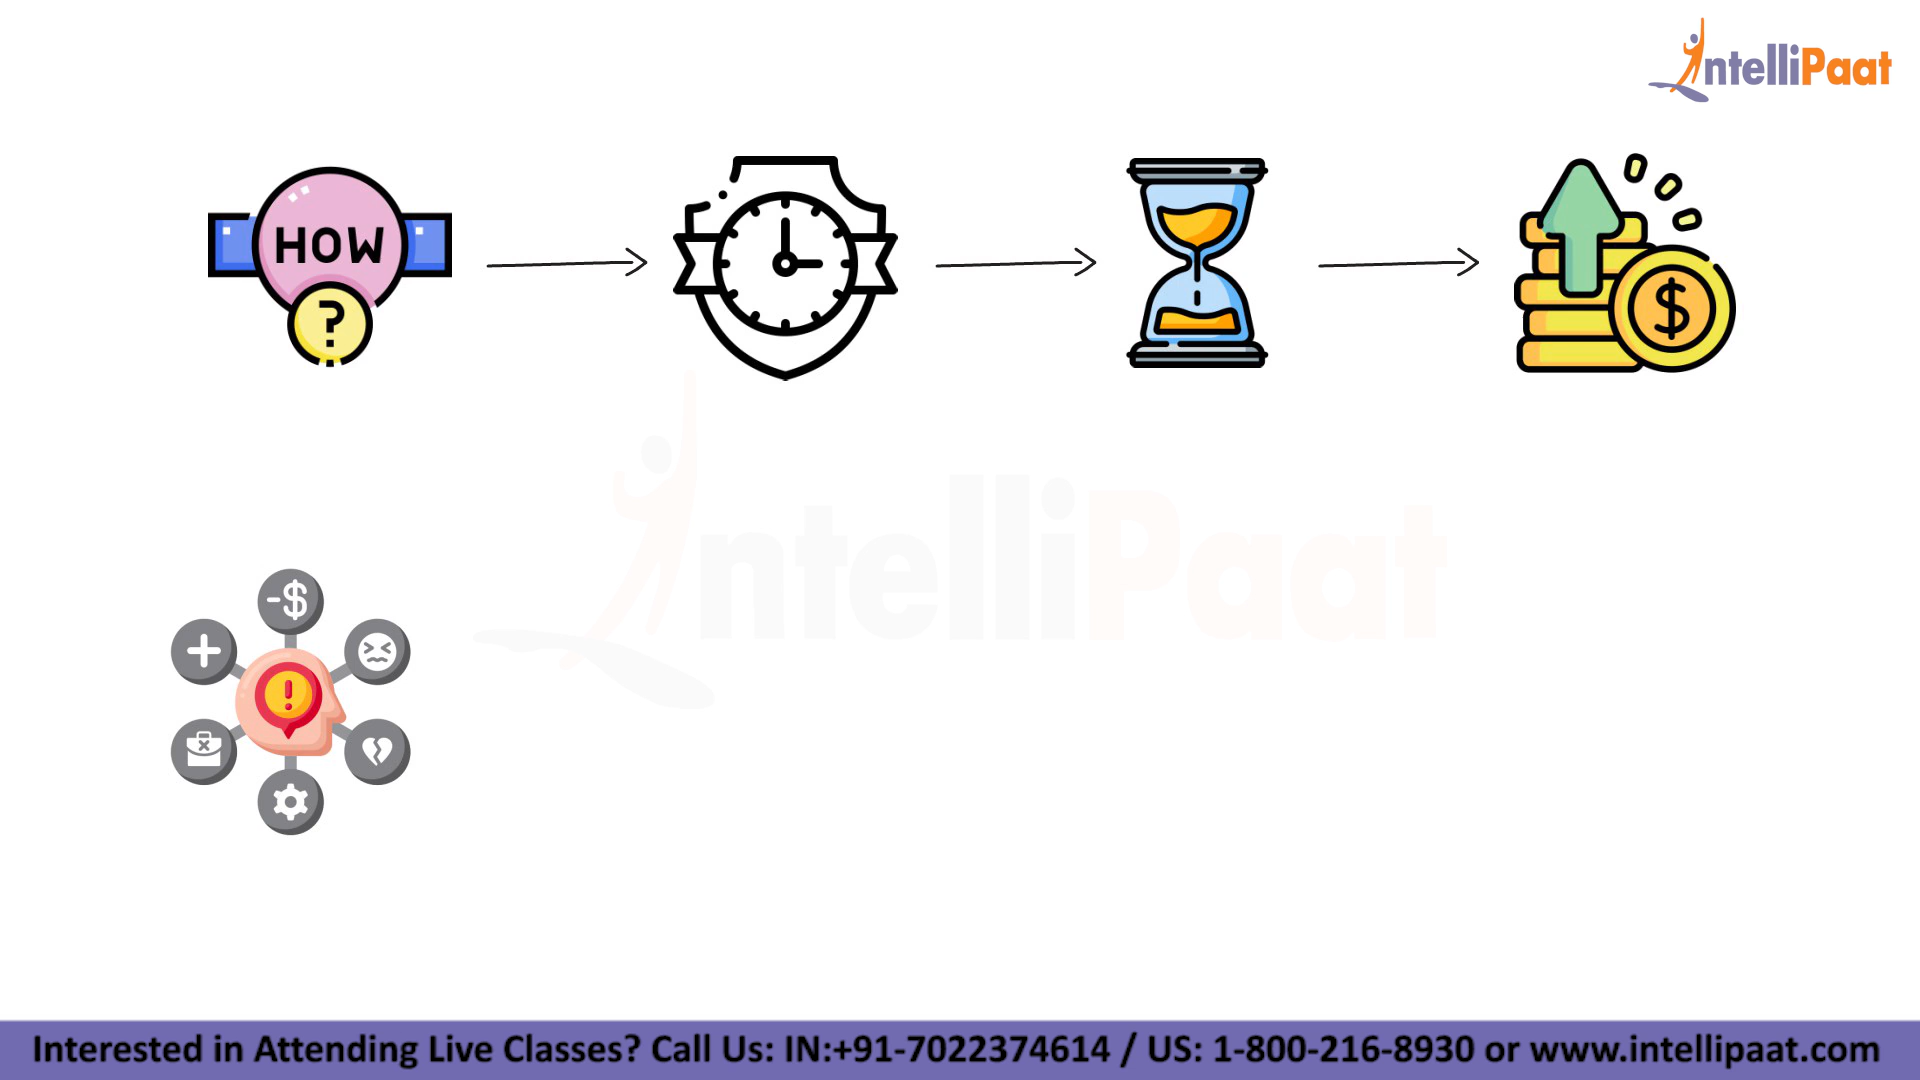 IntelliPaat
HOW
?
$
IntelliPaat
-$
!
Interested in Attending Live Classes? Call Us: IN:+91-7022374614 / US: 1-800-216-8930 or www.intellipaat.com